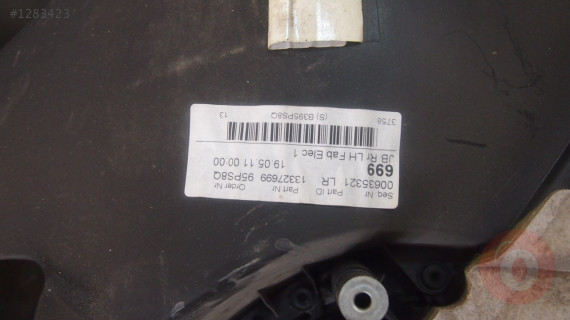 #1283423
Seq. Nr Part ID Part Nr Order Nr
00635321 LR 13327699 95PS8Q
699
JB Rr LH Fab Elec 1 19.05.11 00:00
3758 (S) B395PS8Q 13